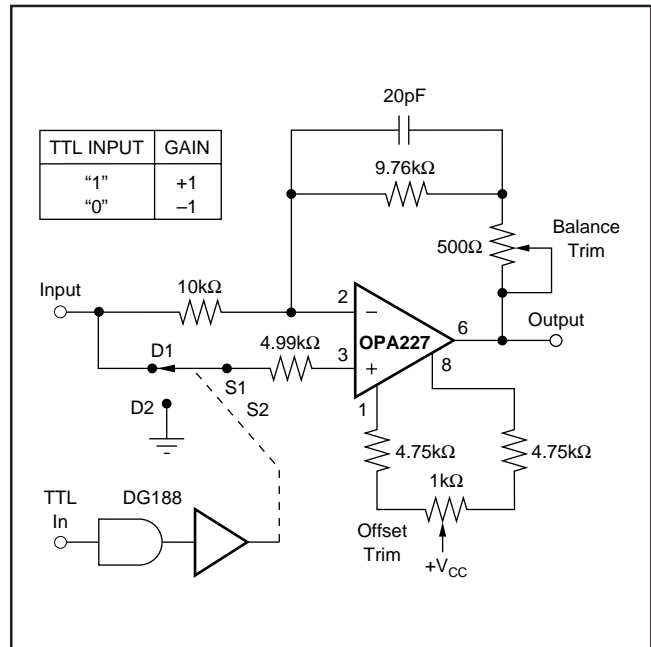 20pF
TTL INPUT GAIN
“1” +1
“0” –1
9.76kΩ
Balance
Trim
500Ω
Input
10kΩ
2
–
OPA227
6
Output
4.99kΩ
3
+
8
D1
S1
S2
1
D2
4.75kΩ
4.75kΩ
1kΩ
TTL
In
DG188
Offset
Trim
+VCC